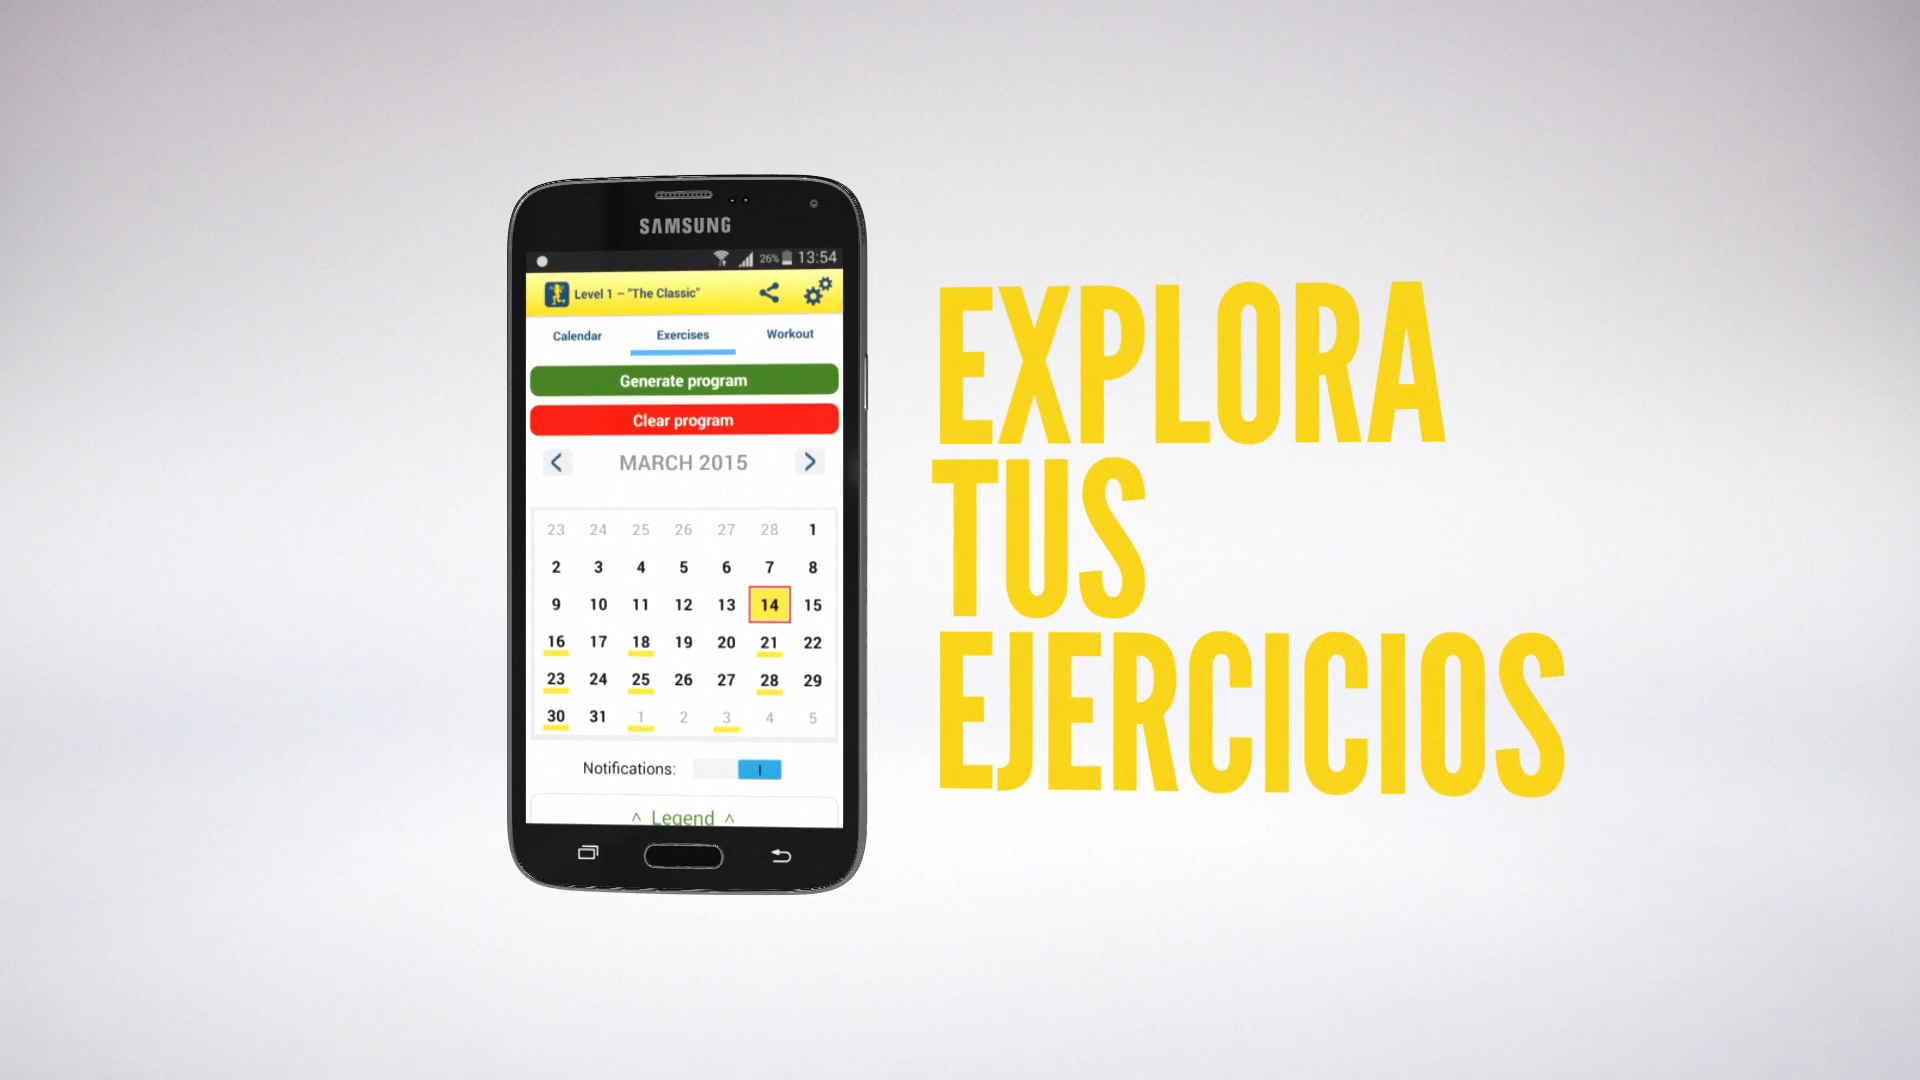 SAMSUNG
26% 13:54
Level 1 – "The Classic"
Calendar Exercises Workout
Generate program
Clear program
< MARCH 2015 >
23 24 25 26 27 28 1
2 3 4 5 6 7 8
9 10 11 12 13 14 15
16 17 18 19 20 21 22
23 24 25 26 27 28 29
30 31 1 2 3 4 5
Notifications: I
^ Legend ^
EXPLORA
TUS
EJERCICIOS